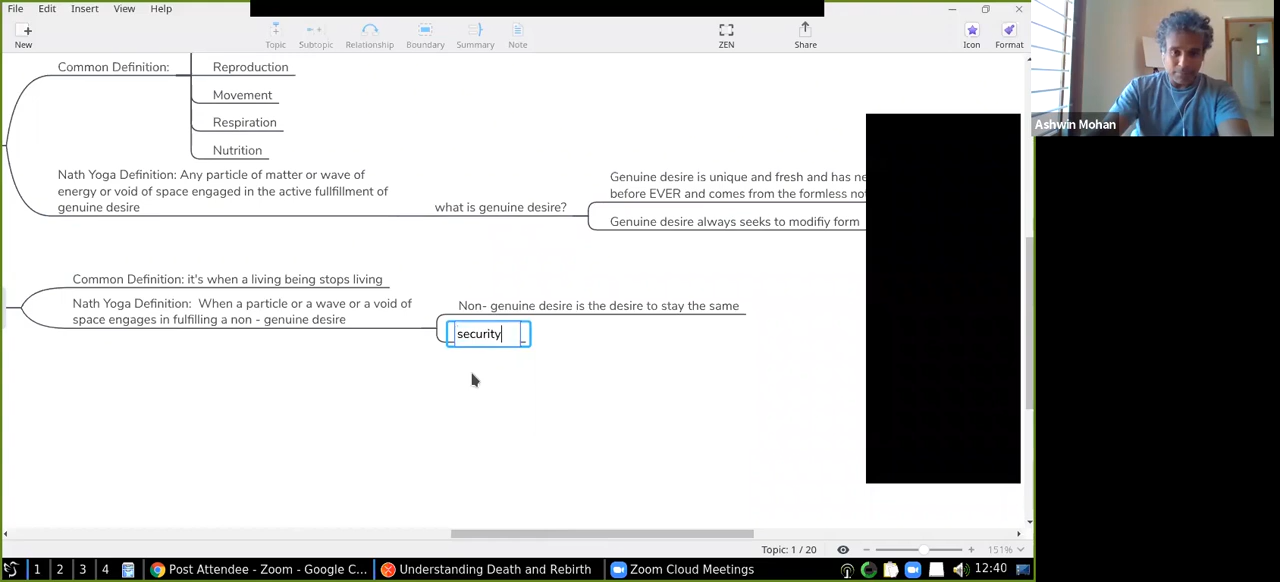 File Edit Insert View Help
New
Topic Subtopic Relationship Boundary Summary Note ZEN Share Icon Format
Common Definition:
Reproduction
Movement
Respiration
Nutrition
Nath Yoga Definition: Any particle of matter or wave of
energy or void of space engaged in the active fullfillment of
genuine desire
what is genuine desire?
Genuine desire is unique and fresh and has
before EVER and comes from the formless
Genuine desire always seeks to modifiy form
Common Definition: it's when a living being stops living
Nath Yoga Definition: When a particle or a wave or a void of
space engages in fulfilling a non - genuine desire
Non- genuine desire is the desire to stay the same
security
Ashwin Mohan
Topic: 1 / 20
151%
1 2 3 4 Post Attendee - Zoom - Google C... Understanding Death and Rebirth Zoom Cloud Meetings 12:40